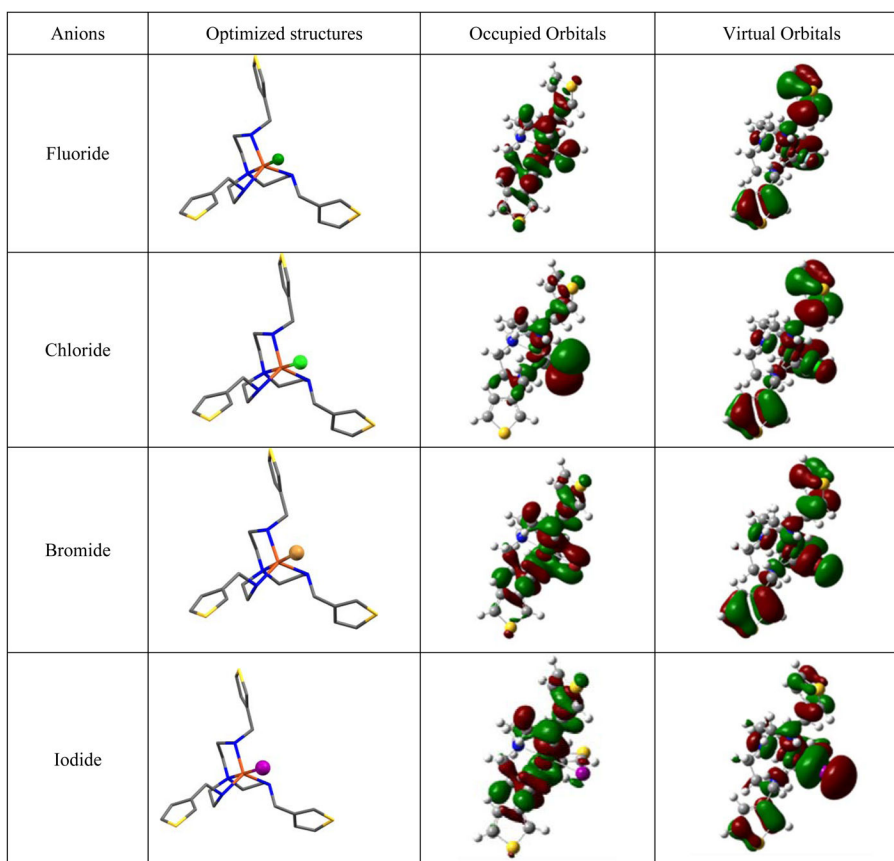 Anions Optimized structures Occupied Orbitals Virtual Orbitals
Fluoride
Chloride
Bromide
Iodide